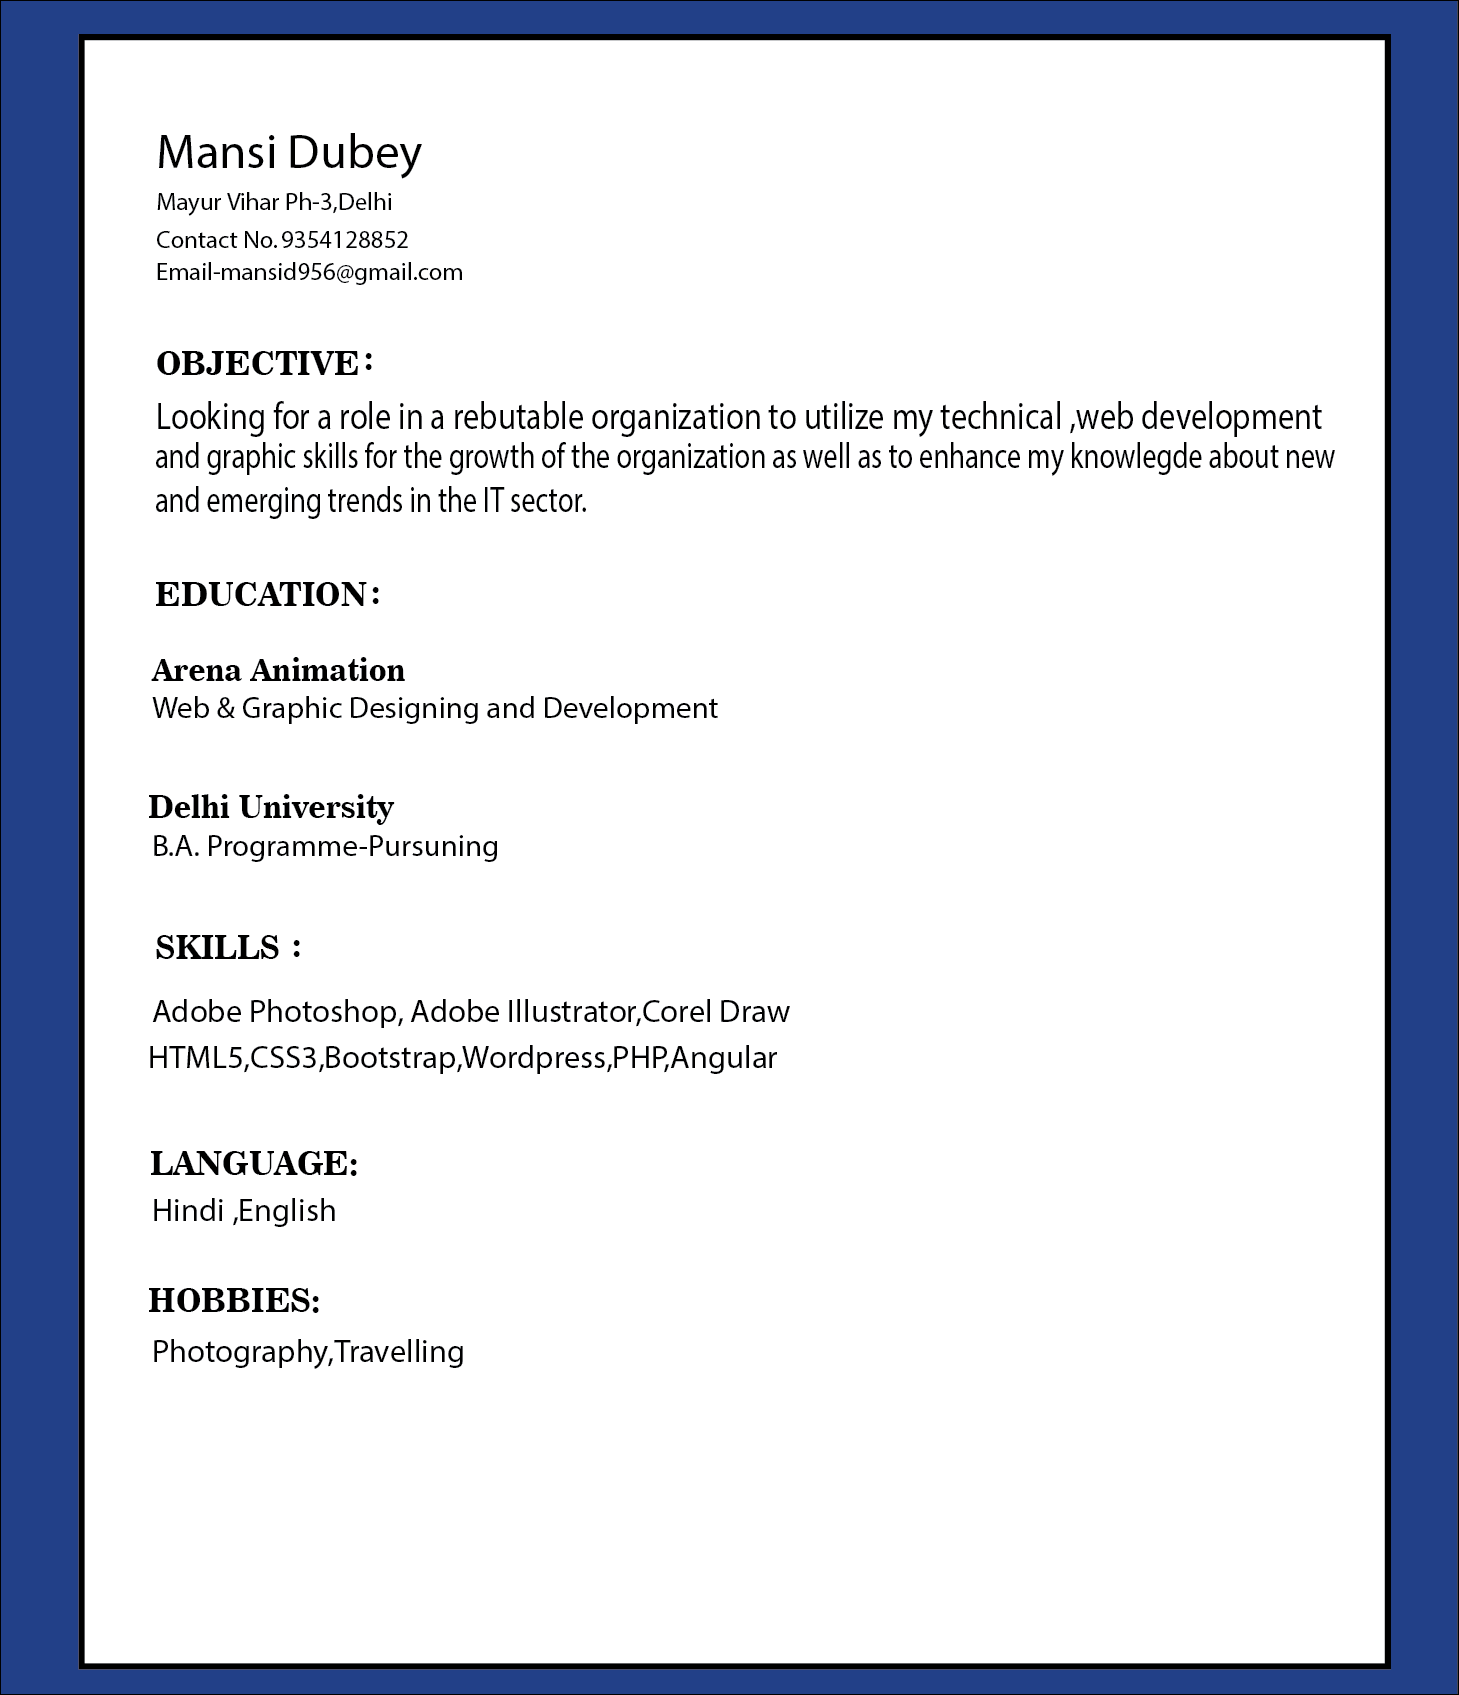 Mansi Dubey
Mayur Vihar Ph-3,Delhi
Contact No. 9354128852
Email-mansid956@gmail.com
OBJECTIVE:
Looking for a role in a rebutable organization to utilize my technical ,web development
and graphic skills for the growth of the organization as well as to enhance my knowlegde about new
and emerging trends in the IT sector.
EDUCATION:
Arena Animation
Web & Graphic Designing and Development
Delhi University
B.A. Programme-Pursuning
SKILLS :
Adobe Photoshop, Adobe Illustrator,Corel Draw
HTML5,CSS3,Bootstrap,Wordpress,PHP,Angular
LANGUAGE:
Hindi ,English
HOBBIES:
Photography,Travelling